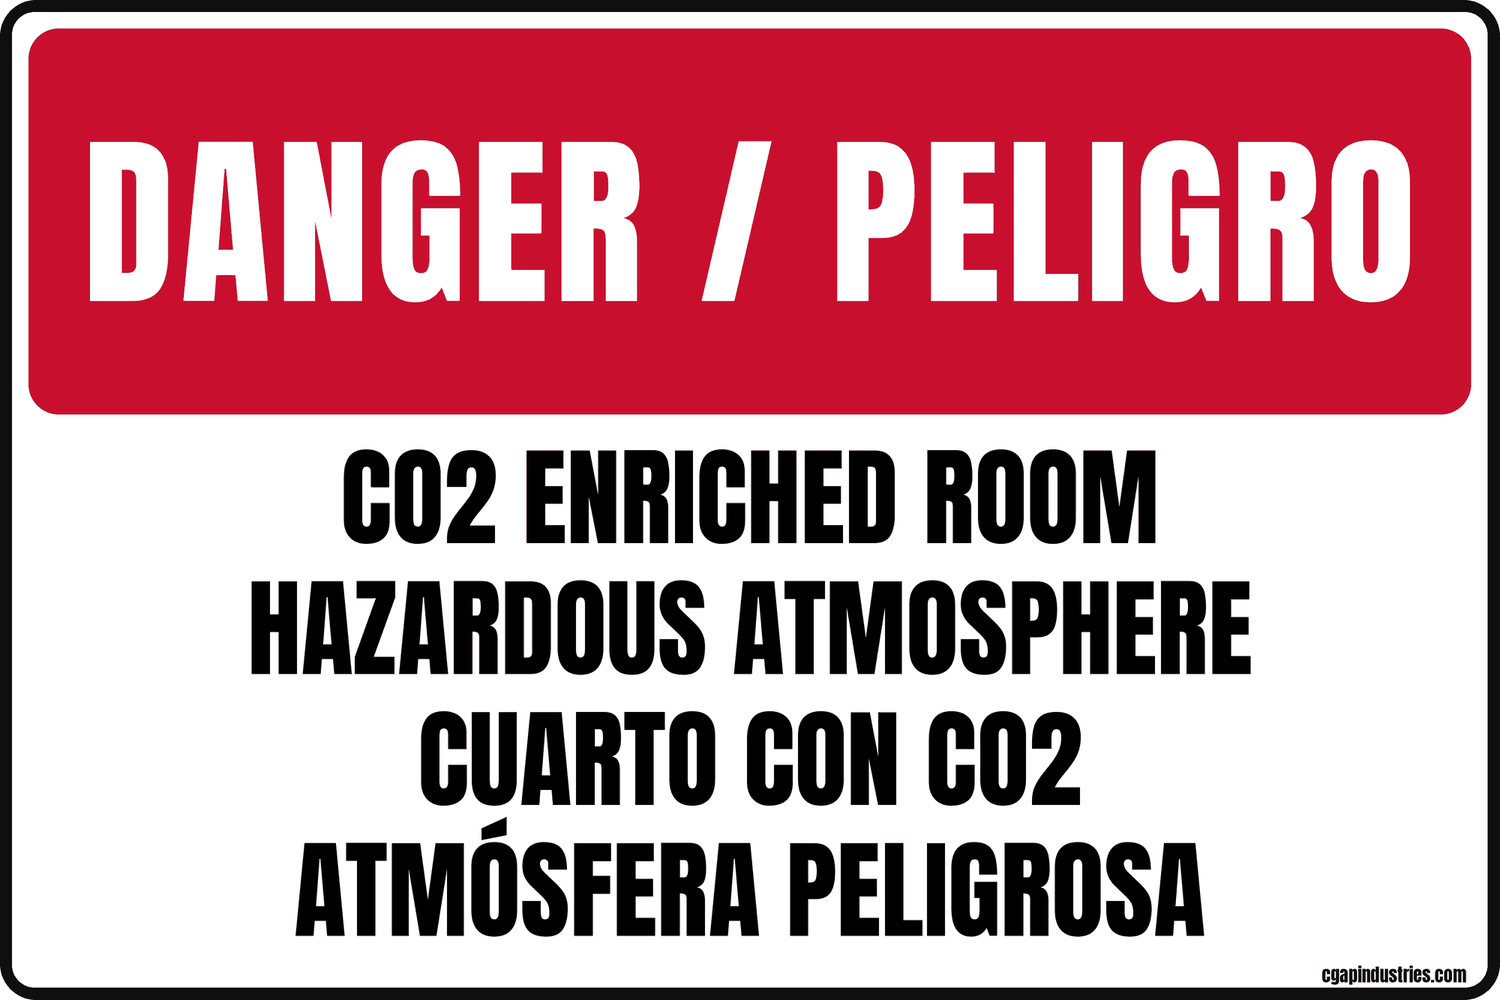 DANGER / PELIGRO
CO2 ENRICHED ROOM
HAZARDOUS ATMOSPHERE
CUARTO CON CO2
ATMÓSFERA PELIGROSA
cgapindustries.com